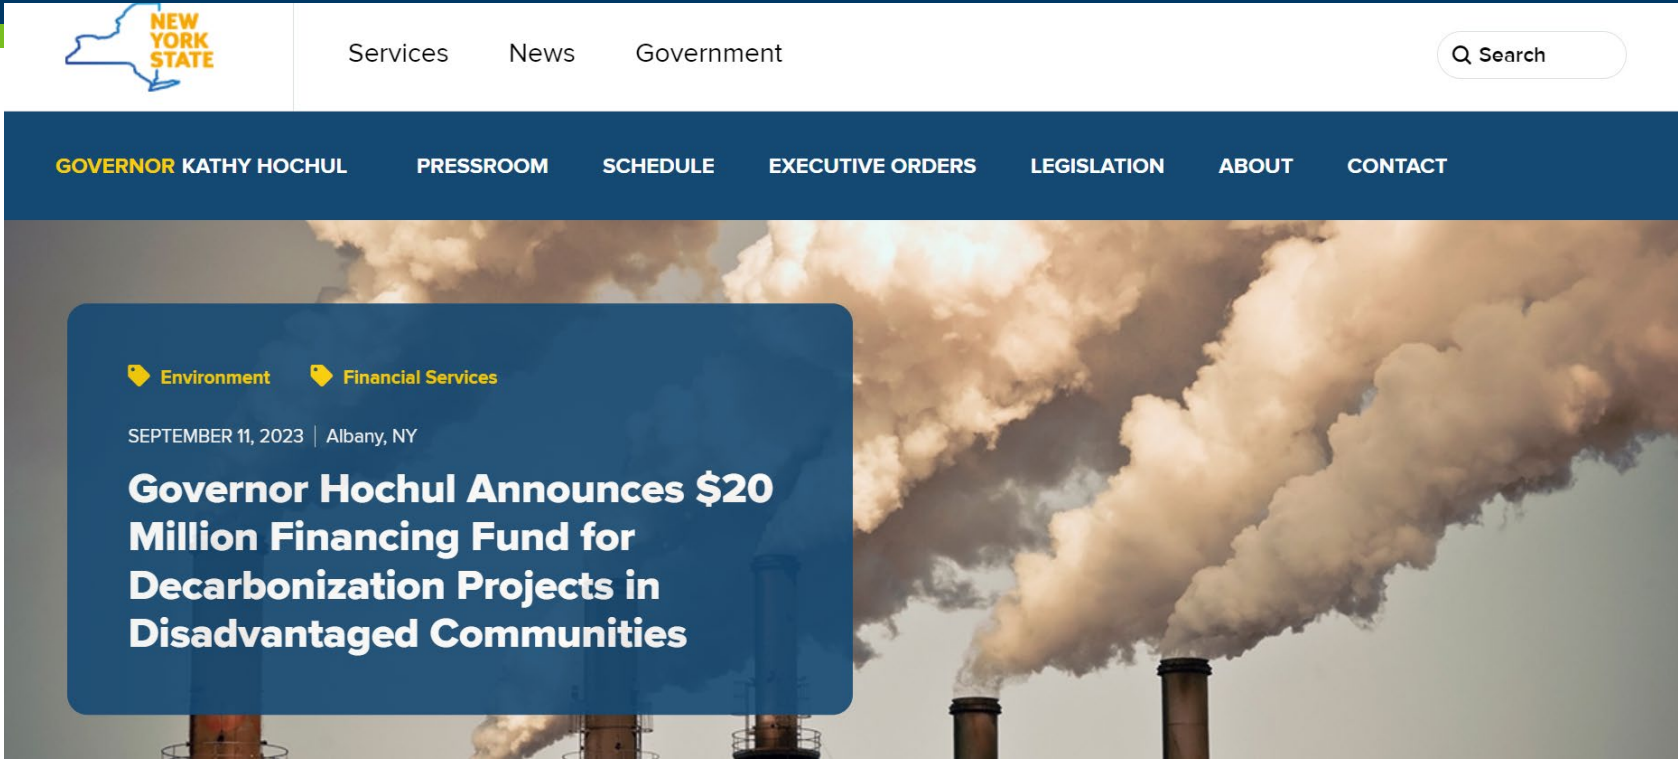 NEW
YORK
STATE
Services News Government
Search
GOVERNOR KATHY HOCHUL PRESSROOM SCHEDULE EXECUTIVE ORDERS LEGISLATION ABOUT CONTACT
Environment Financial Services
SEPTEMBER 11, 2023 | Albany, NY
Governor Hochul Announces $20
Million Financing Fund for
Decarbonization Projects in
Disadvantaged Communities